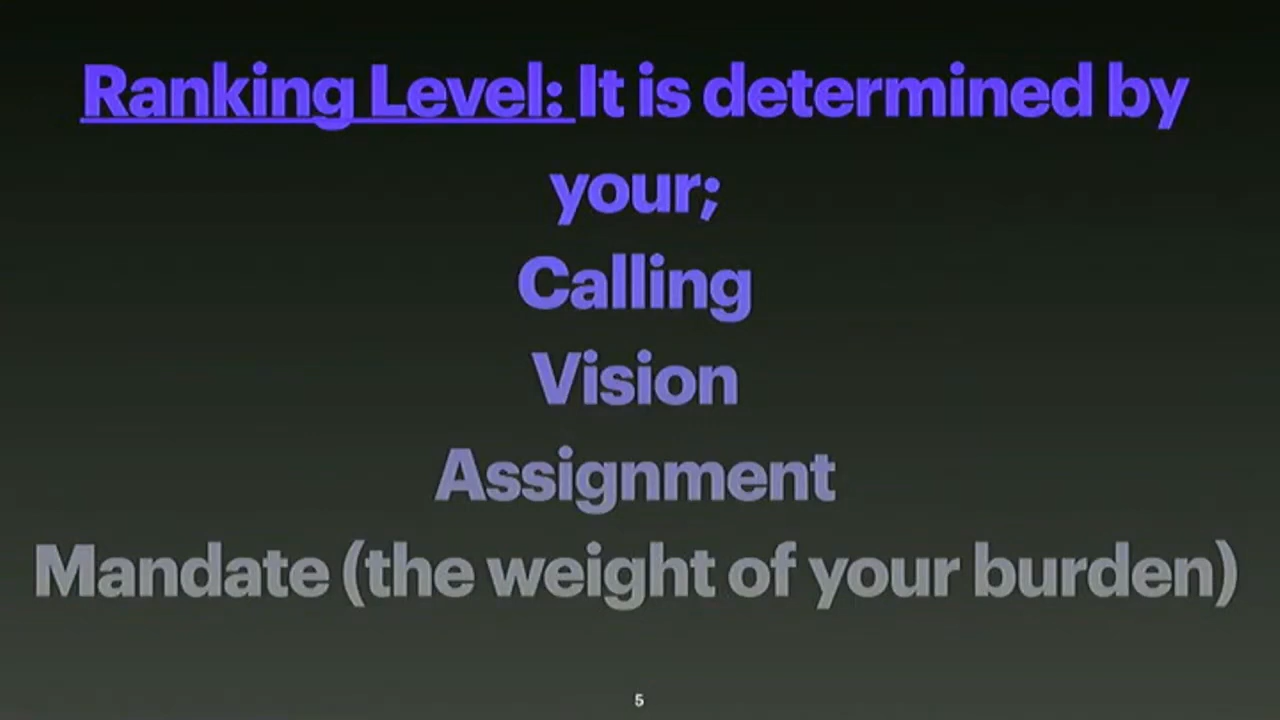 Ranking Level: It is determined by
your;
Calling
Vision
Assignment
Mandate (the weight of your burden)
5